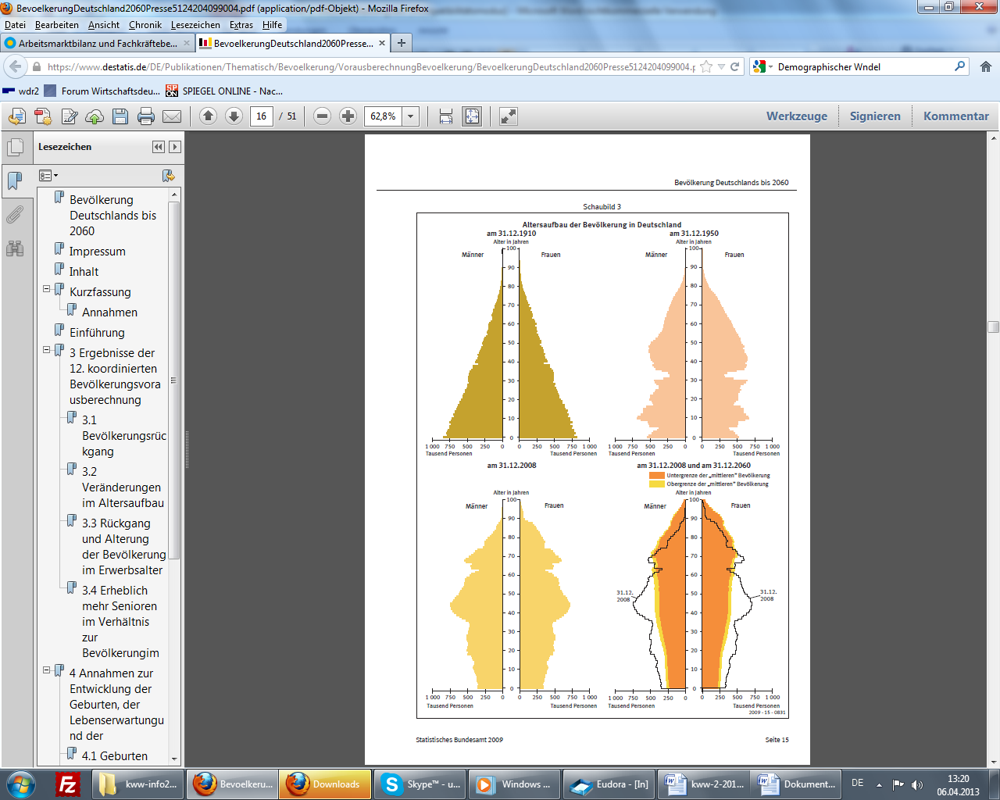 BevoelkerungDeutschland2060Presse5124204099004.pdf (application/pdf-Objekt) - Mozilla Firefox
Datei Bearbeiten Ansicht Chronik Lesezeichen Extras Hilfe
Arbeitsmarktbilanz und Fachkräftebe... BevoelkerungDeutschland2060Presse...
https://www.destatis.de/DE/Publikationen/Thematisch/Bevoelkerung/VorausberechnungBevoelkerung/BevoelkerungDeutschland2060Presse5124204099004.p
Demographischer Wndel
wdr2 Forum Wirtschaftsdeu... SPIEGEL ONLINE - Nac...
16 / 51 62,8% Werkzeuge Signieren Kommentar
Lesezeichen
Bevölkerung
Deutschlands bis
2060
Impressum
Inhalt
Kurzfassung
Annahmen
Einführung
3 Ergebnisse der
12. koordinierten
Bevölkerungsvora
usberechnung
3.1
Bevölkerungsrüc
kgang
3.2
Veränderungen
im Altersaufbau
3.3 Rückgang
und Alterung
der Bevölkerung
im Erwerbsalter
3.4 Erheblich
mehr Senioren
im Verhältnis
zur
Bevölkerungim
4 Annahmen zur
Entwicklung der
Geburten, der
Lebenserwartungu
nd der
4.1 Geburten
Bevölkerung Deutschlands bis 2060
Schaubild 3
Altersaufbau der Bevölkerung in Deutschland
am 31.12.1910
Alter in Jahren
Männer Frauen
100
90
80
70
60
50
40
30
20
10
0
1 000 750 500 250 0 0 250 500 750 1 000
Tausend Personen Tausend Personen
am 31.12.1950
Alter in Jahren
Männer Frauen
100
90
80
70
60
50
40
30
20
10
0
1 000 750 500 250 0 0 250 500 750 1 000
Tausend Personen Tausend Personen
am 31.12.2008
Alter in Jahren
Männer Frauen
100
90
80
70
60
50
40
30
20
10
0
1 000 750 500 250 0 0 250 500 750 1 000
Tausend Personen Tausend Personen
am 31.12.2008 und am 31.12.2060
Untergrenze der „mittleren“ Bevölkerung
Obergrenze der „mittleren“ Bevölkerung
Alter in Jahren
Männer Frauen
100
90
80
70
60
50
40
30
20
10
0
31.12.
2008
31.12.
2008
1 000 750 500 250 0 0 250 500 750 1 000
Tausend Personen Tausend Personen
2009 - 15 - 0831
Statistisches Bundesamt 2009 Seite 15
kww-info2... Bevoelkeru... Downloads Skype™ - u... Windows ... Eudora - [In] kww-2-201... Dokument... DE 13:20
06.04.2013